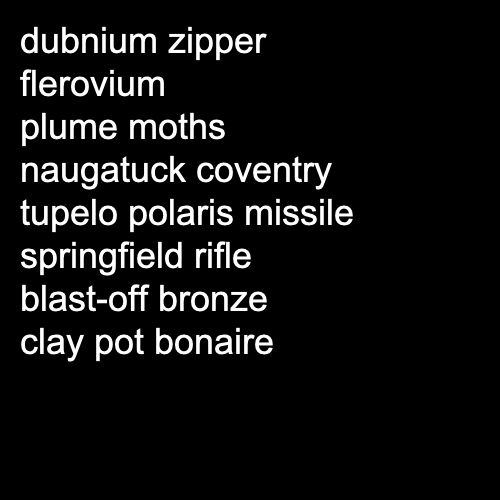 dubnium zipper
flerovium
plume moths
naugatuck coventry
tupelo polaris missile
springfield rifle
blast-off bronze
clay pot bonaire